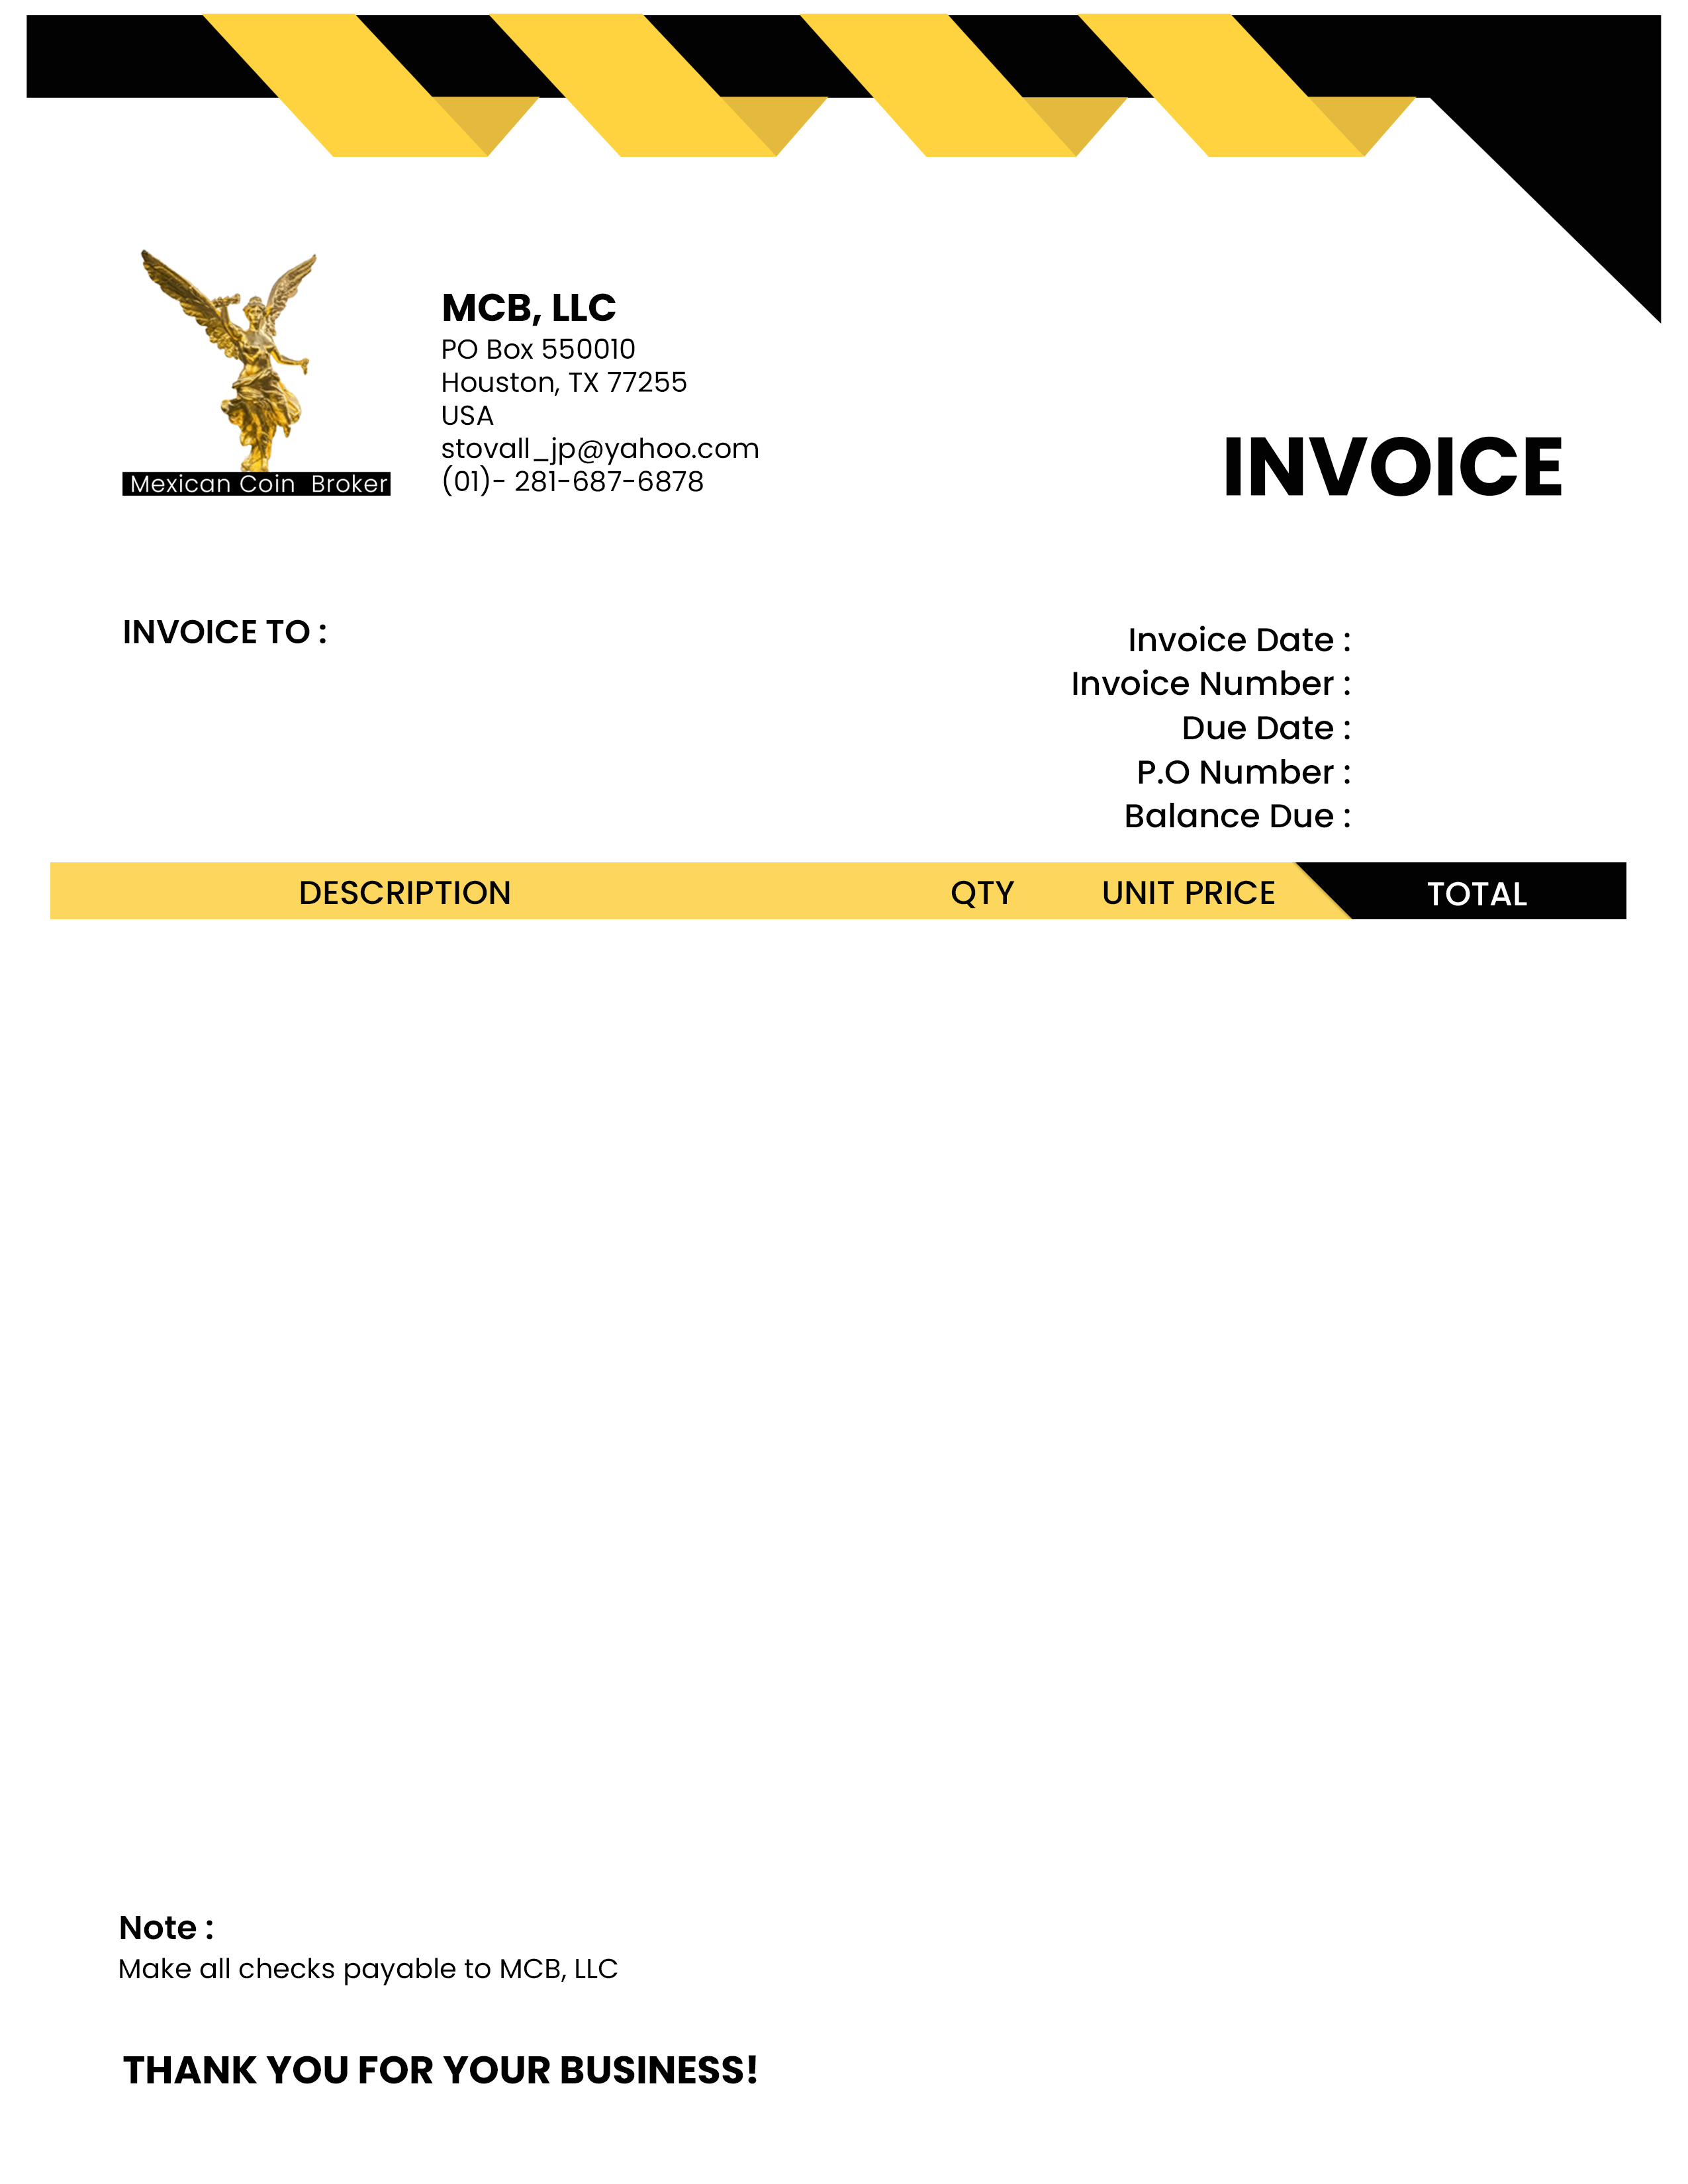 MCB, LLC
PO Box 550010
Houston, TX 77255
USA
stovall_jp@yahoo.com
(01)- 281-687-6878
Mexican Coin  Broker
INVOICE
INVOICE TO :
Invoice Date :
Invoice Number :
Due Date :
P.O Number :
Balance Due :
DESCRIPTION QTY UNIT PRICE TOTAL
Note :
Make all checks payable to MCB, LLC
THANK YOU FOR YOUR BUSINESS!